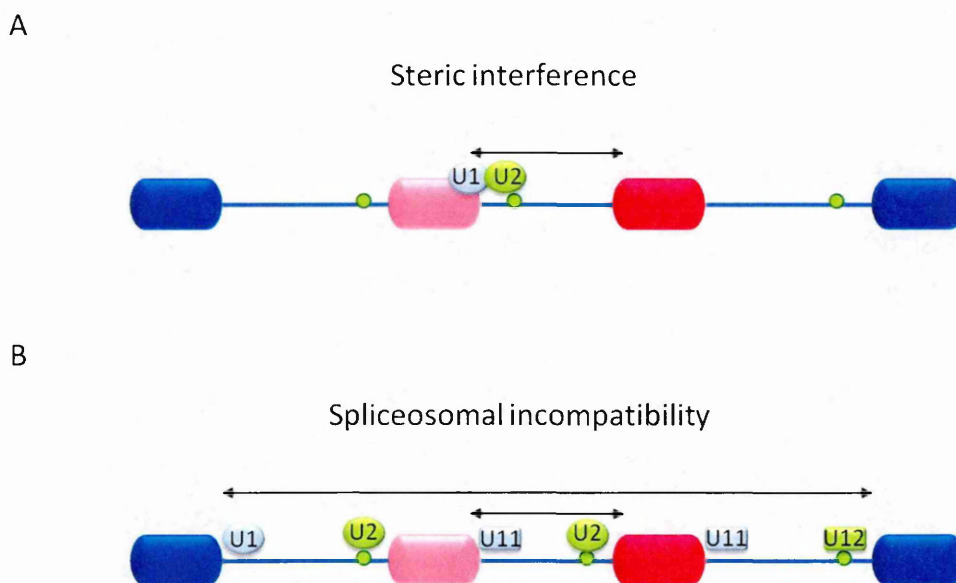 A
Steric interference
U1 U2
B
Spliceosomal incompatibility
U1 U2 U11 U2 U11 U12